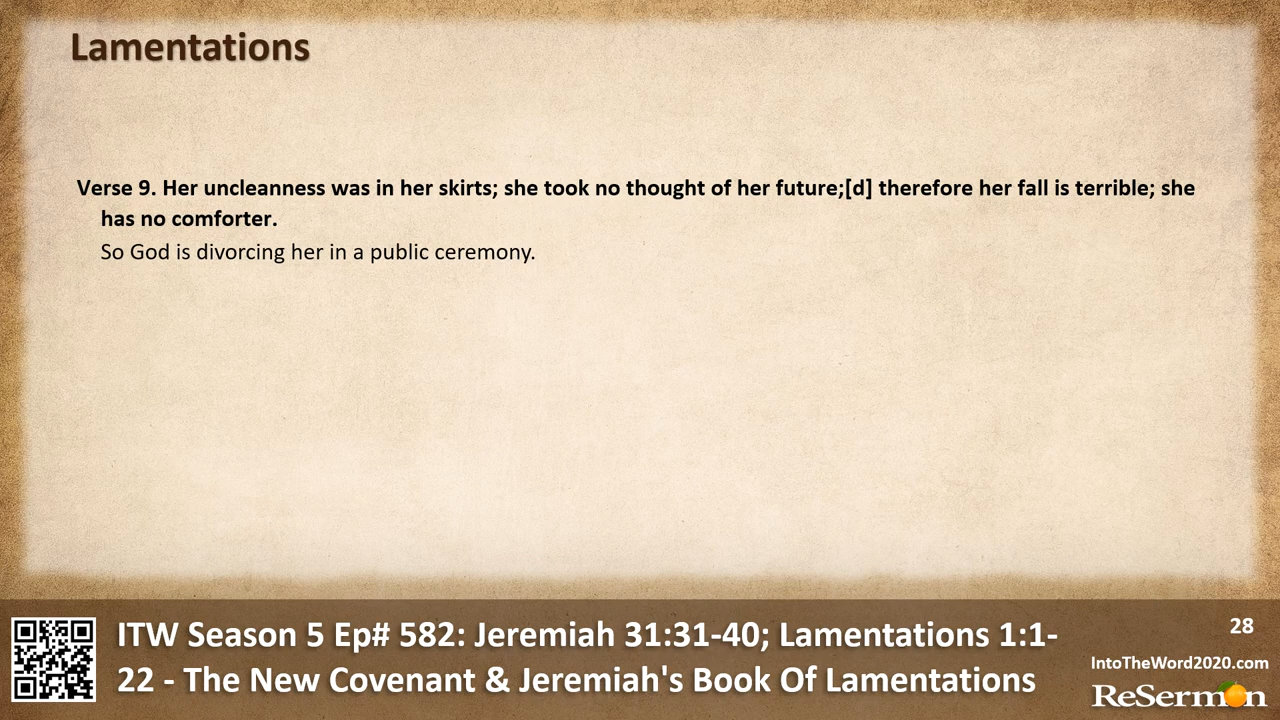 Lamentations
Verse 9. Her uncleanness was in her skirts; she took no thought of her future;[d] therefore her fall is terrible; she
has no comforter.
So God is divorcing her in a public ceremony.
ITW Season 5 Ep# 582: Jeremiah 31:31-40; Lamentations 1:1-
22 - The New Covenant & Jeremiah's Book Of Lamentations
28
IntoTheWord2020.com
ReSermon